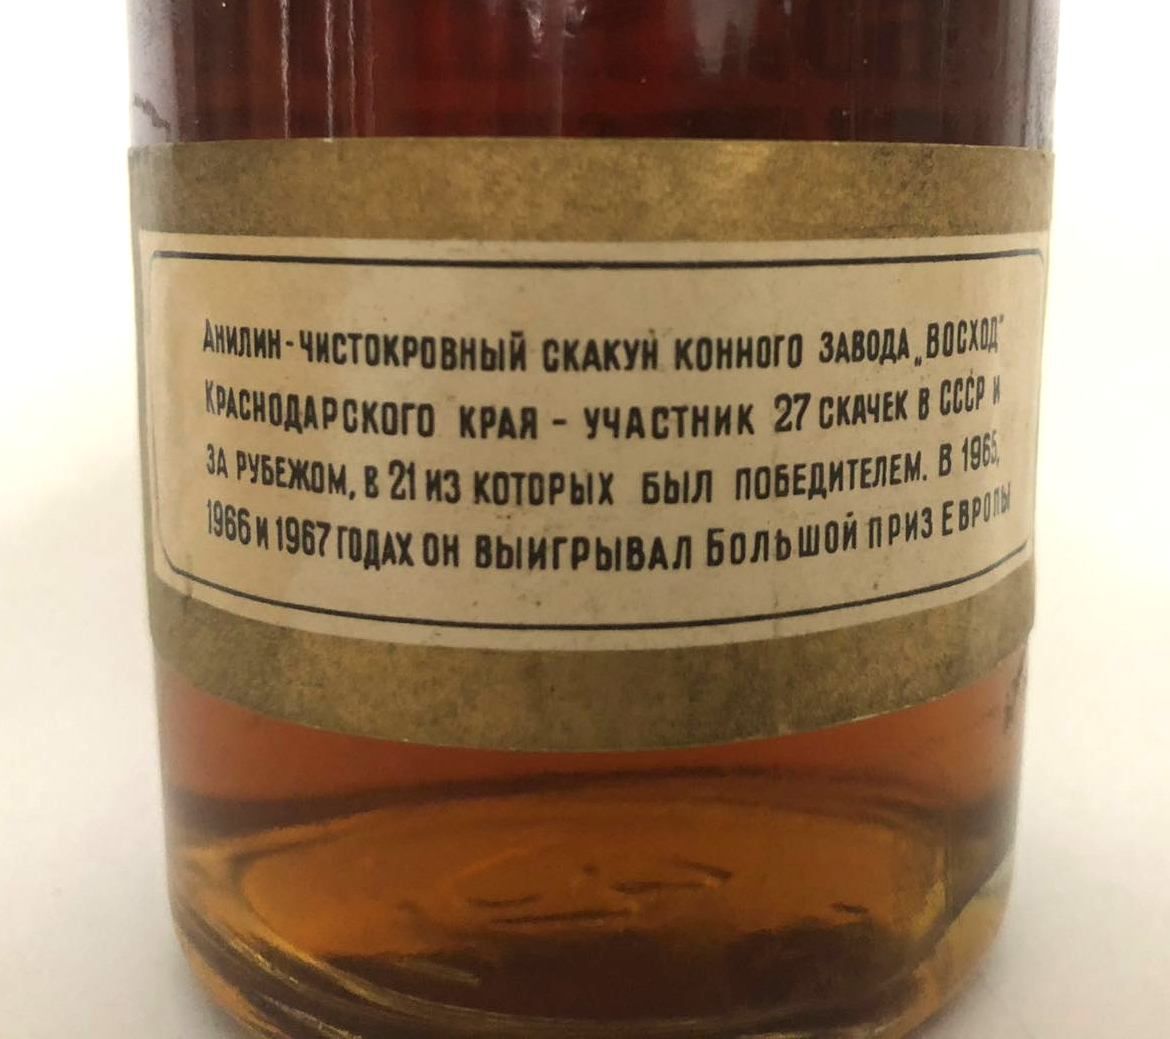 Анилин - чистокровный скакун конного завода „Восход"
Краснодарского края - участник 27 скачек в СССР и
за рубежом, в 21 из которых был победителем. В 1965,
1966 и 1967 годах он выигрывал Большой приз Европы